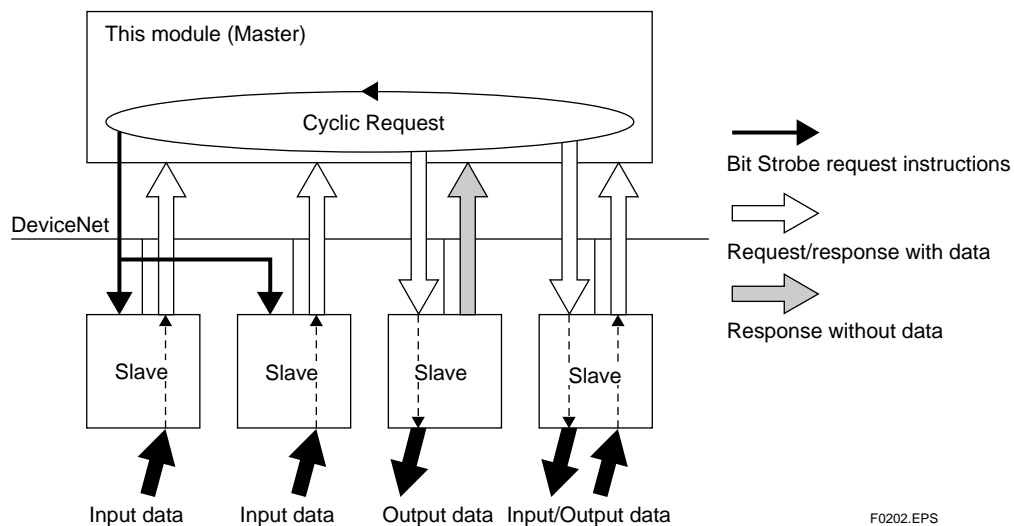 This module (Master)
Cyclic Request
DeviceNet
Slave
Slave
Slave
Slave
Input data
Input data
Output data
Input/Output data
Bit Strobe request instructions
Request/response with data
Response without data
F0202.EPS